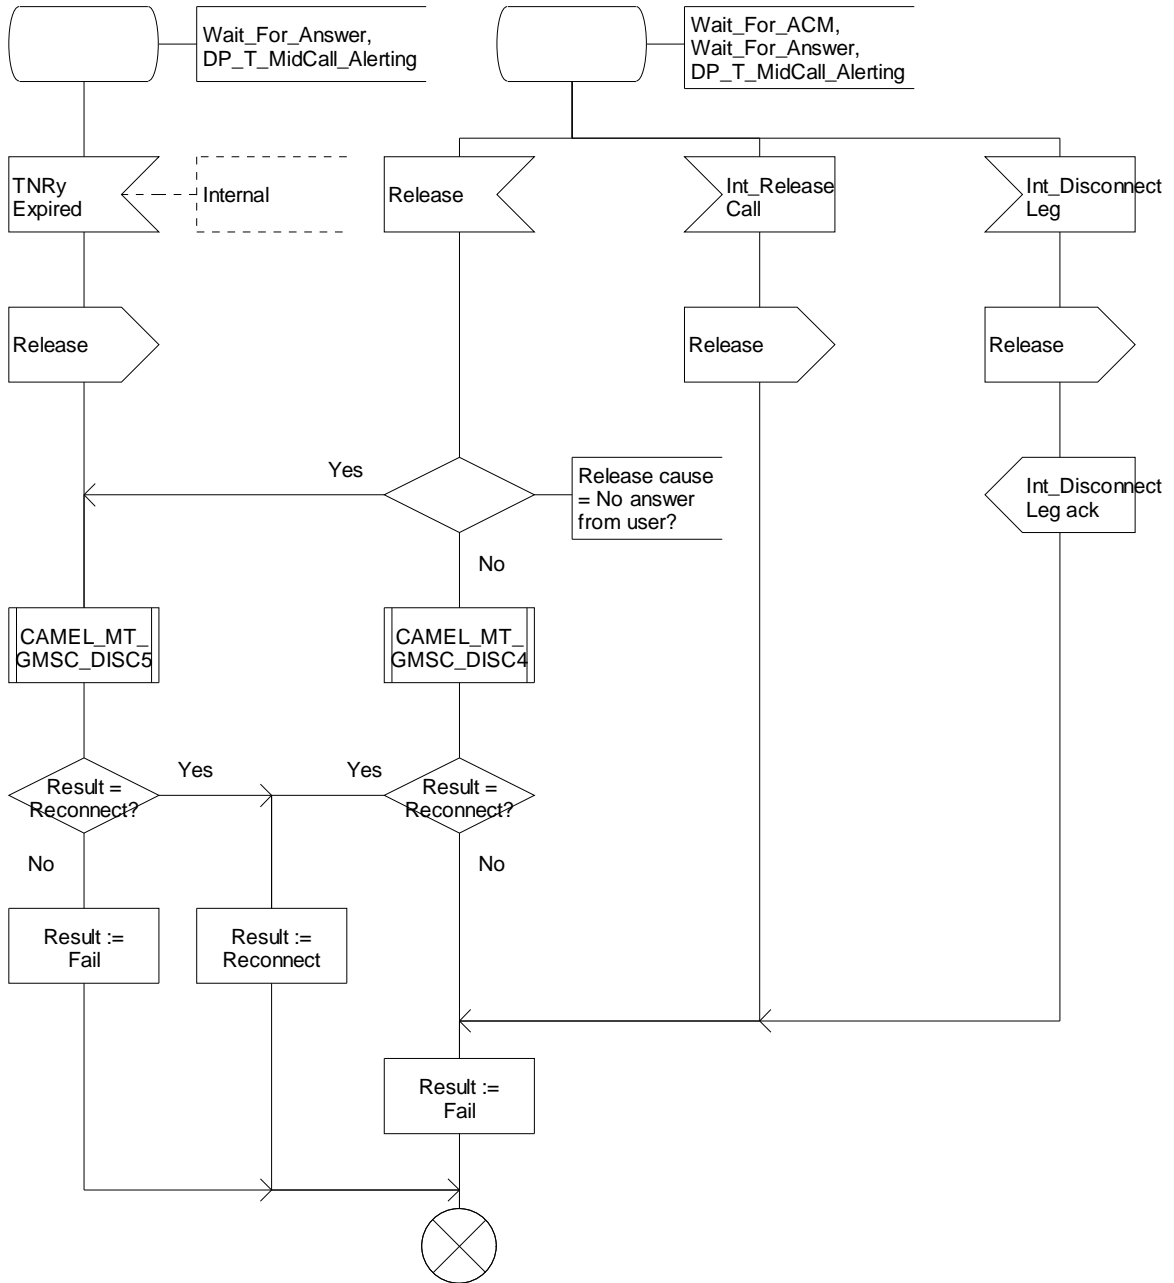 Wait_For_Answer,
DP_T_MidCall_Alerting
Wait_For_ACM,
Wait_For_Answer,
DP_T_MidCall_Alerting
TNRy
Expired
Internal
Release
Int_Release
Call
Int_Disconnect
Leg
Release
Release
Release
Yes
Release cause
= No answer
from user?
Int_Disconnect
Leg ack
No
CAMEL_MT_
GMSC_DISC5
CAMEL_MT_
GMSC_DISC4
Result =
Reconnect?
Yes
Yes
Result =
Reconnect?
No
No
Result :=
Fail
Result :=
Reconnect
Result :=
Fail